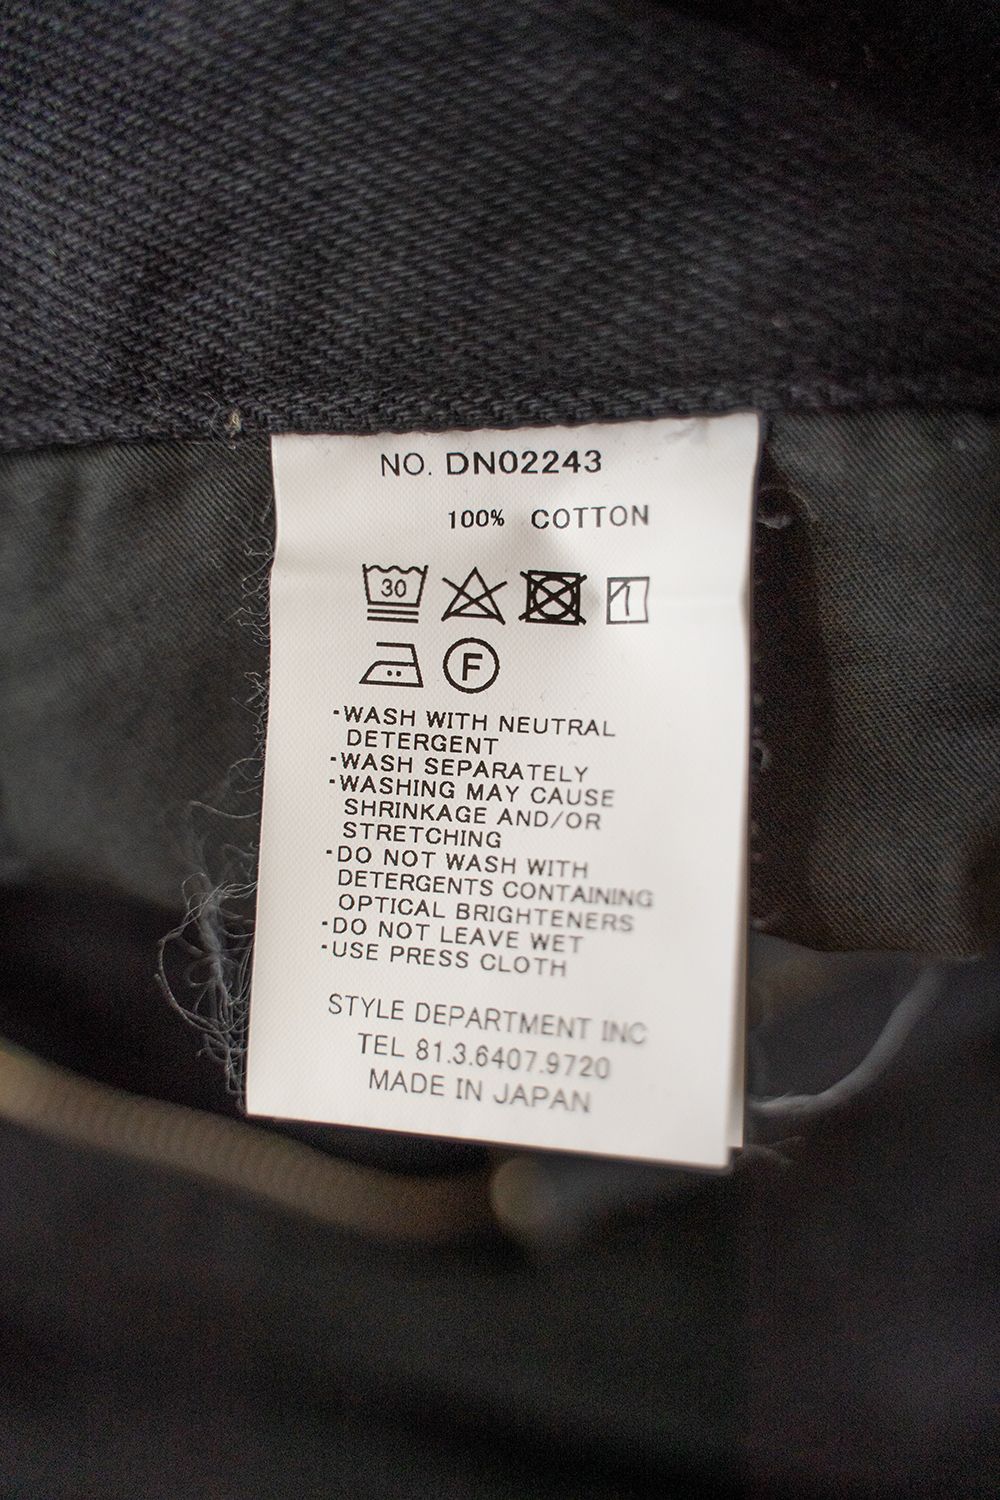 NO. DN02243
100% COTTON
30
F
·WASH WITH NEUTRAL
DETERGENT
·WASH SEPARATELY
·WASHING MAY CAUSE
SHRINKAGE AND/OR
STRETCHING
·DO NOT WASH WITH
DETERGENTS CONTAINING
OPTICAL BRIGHTENERS
·DO NOT LEAVE WET
·USE PRESS CLOTH
STYLE DEPARTMENT INC
TEL 81.3.6407.9720
MADE IN JAPAN